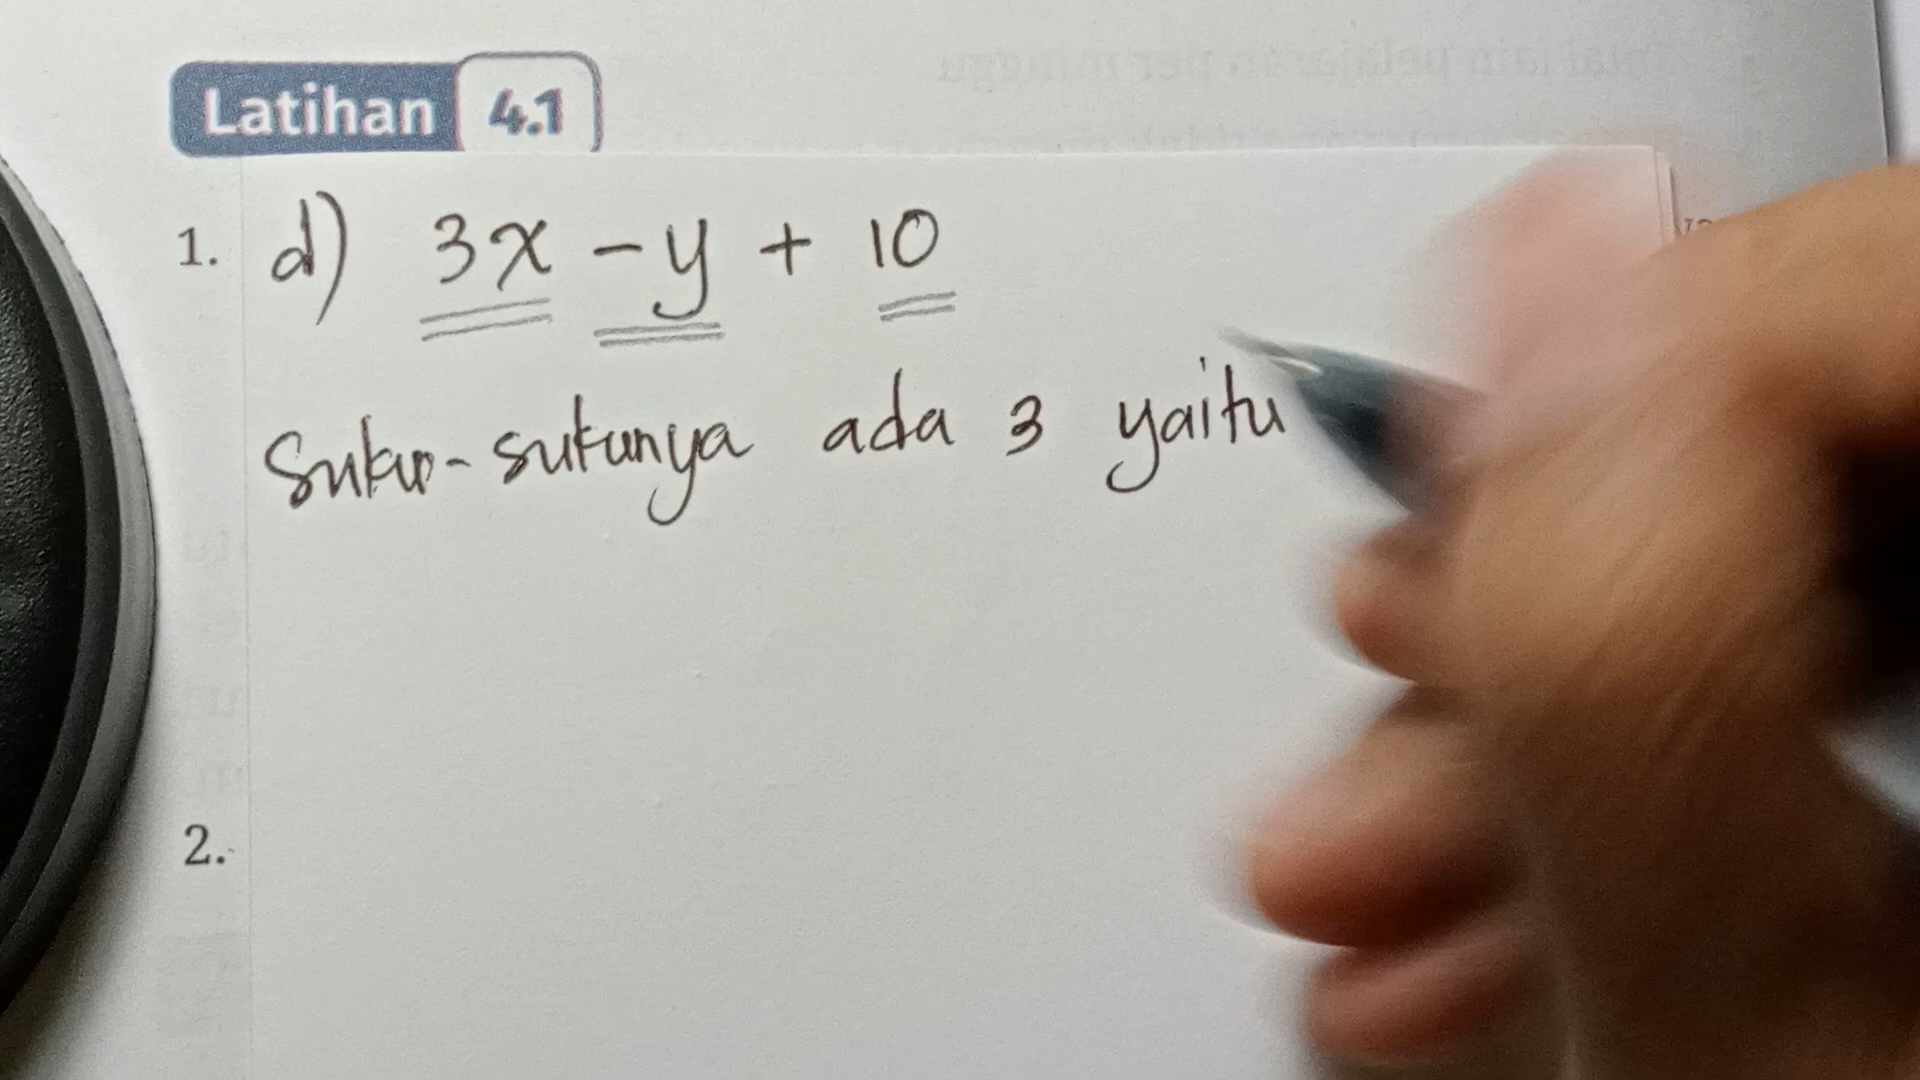 Latihan 4.1
1. d) 3x - y + 10
Suku-sukunya ada 3 yaitu
2.